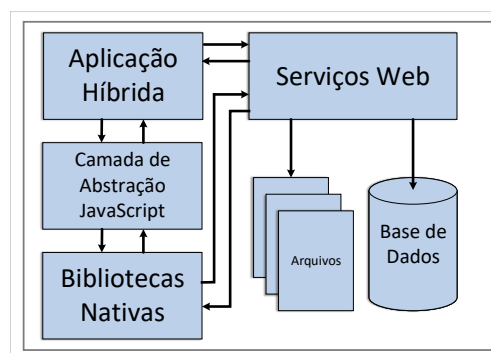 Aplicação
Híbrida
Serviços Web
Camada de
Abstração
JavaScript
Bibliotecas
Nativas
Arquivos
Base de
Dados